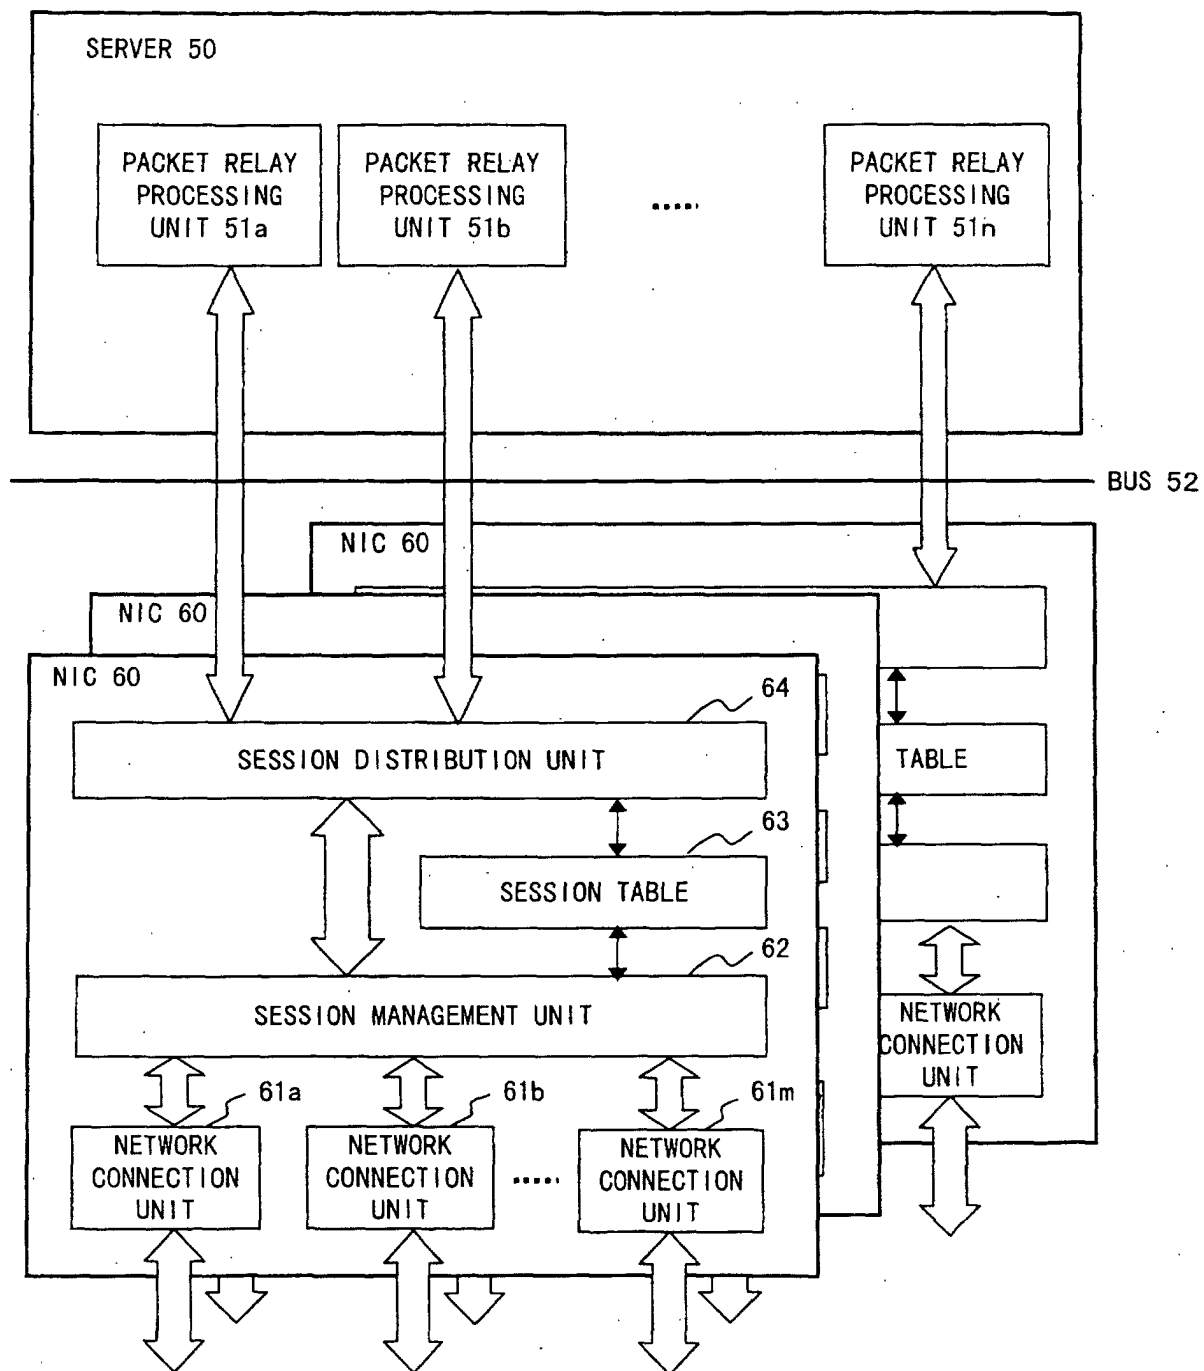 SERVER 50
PACKET RELAY
PROCESSING
UNIT 51a
PACKET RELAY
PROCESSING
UNIT 51b
.....
PACKET RELAY
PROCESSING
UNIT 51n
BUS 52
NIC 60
NIC 60
NIC 60
64
SESSION DISTRIBUTION UNIT
TABLE
63
SESSION TABLE
62
SESSION MANAGEMENT UNIT
NETWORK
CONNECTION
UNIT
61a
61b
61m
NETWORK
CONNECTION
UNIT
NETWORK
CONNECTION
UNIT
.....
NETWORK
CONNECTION
UNIT